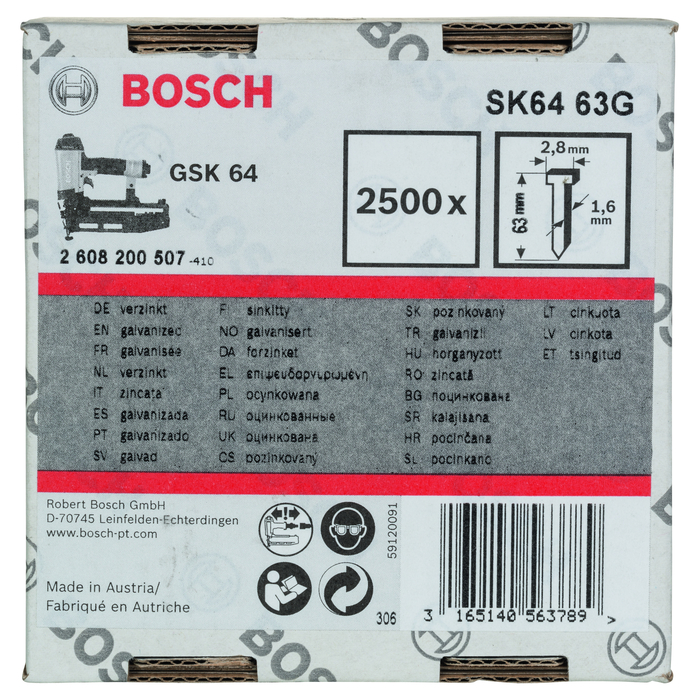 BOSCH
SK64 63G
GSK 64
2500x
2,8 mm
63 mm
1,6 mm
2 608 200 507 -410
DE verzinkt
EN galvanized
FR galvanisée
NL verzinkt
IT zincata
ES galvanizada
PT galvanizado
SV galvad
FI sinkitty
NO galvanisert
DA forzinket
EL επιψευδαργυρωμένη
PL ocynkowana
RU оцинкованные
UK оцинкована
CS pozinkovaný
SK pozinkovaný
TR galvanizli
HU horganyzott
RO zincată
BG поцинкована
SR kalajisana
HR pocinčana
SL pocinkano
LT cinkuota
LV cinkota
ET tsingitud
Robert Bosch GmbH
D-70745 Leinfelden-Echterdingen
www.bosch-pt.com
Made in Austria/
Fabriqué en Autriche
59120091
306
3 165140 563789 >